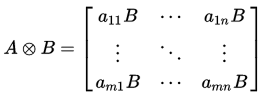 A ⊗ B = [ a₁₁B ⋯ a₁ₙB
⋮ ⋱ ⋮
aₘ₁B ⋯ aₘₙB ]